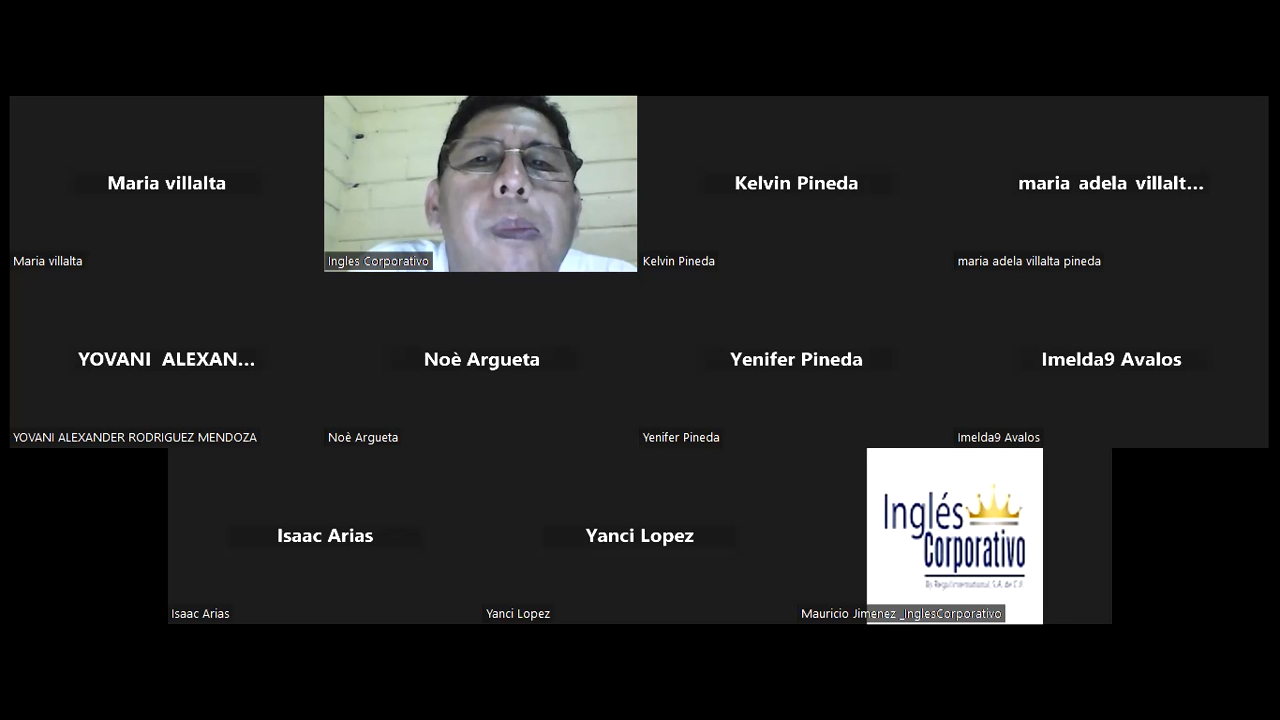 Maria villalta
Kelvin Pineda
maria adela villalt...
Maria villalta
Ingles Corporativo
Kelvin Pineda
maria adela villalta pineda
YOVANI ALEXAN...
Noè Argueta
Yenifer Pineda
Imelda9 Avalos
YOVANI ALEXANDER RODRIGUEZ MENDOZA
Noè Argueta
Yenifer Pineda
Imelda9 Avalos
Isaac Arias
Yanci Lopez
Inglés
Corporativo
Isaac Arias
Yanci Lopez
Mauricio Jimenez _InglesCorporativo